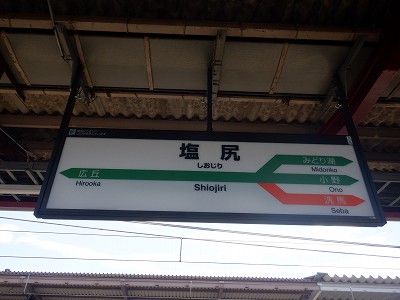 塩尻
しおじり
Shiojiri
広丘
Hirooka
みどり湖
Midoriko
小野
Ono
洗馬
Seba